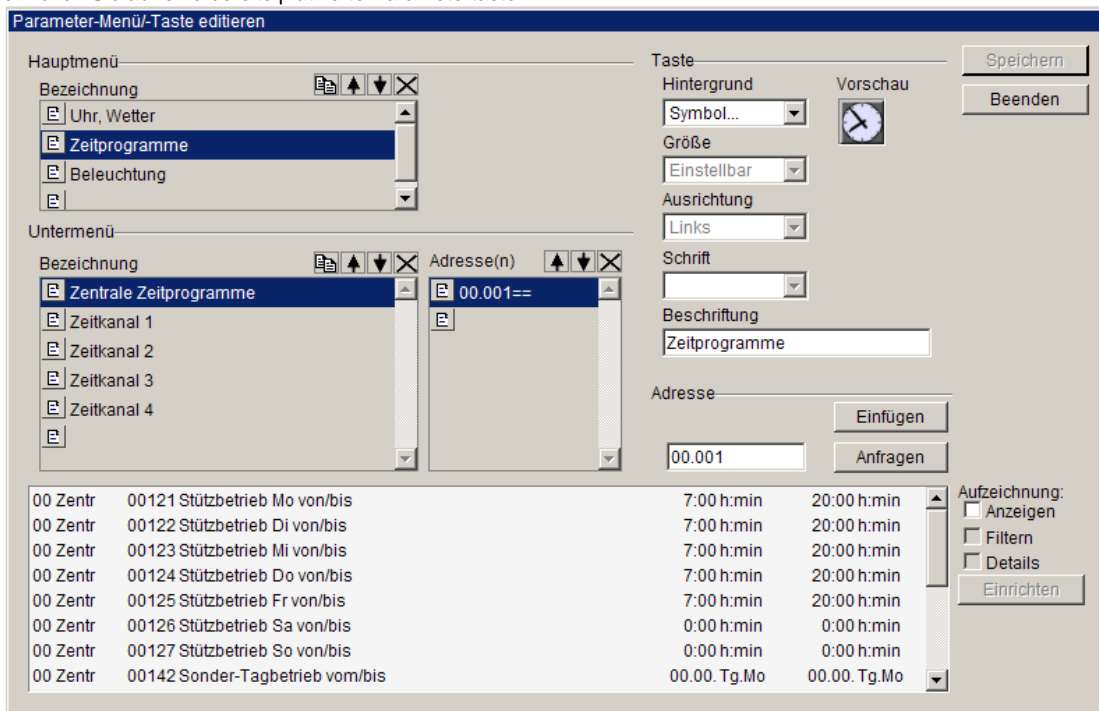 Parameter-Menü/-Taste editieren
Hauptmenü
Bezeichnung
Uhr, Wetter
Zeitprogramme
Beleuchtung
Untermenü
Bezeichnung
Zentrale Zeitprogramme
Zeitkanal 1
Zeitkanal 2
Zeitkanal 3
Zeitkanal 4
Adresse(n)
00.001==
Taste
Hintergrund
Vorschau
Symbol...
Größe
Einstellbar
Ausrichtung
Links
Schrift
Beschriftung
Zeitprogramme
Adresse
Einfügen
00.001
Anfragen
Speichern
Beenden
00 Zentr 00121 Stützbetrieb Mo von/bis 7:00 h:min 20:00 h:min
00 Zentr 00122 Stützbetrieb Di von/bis 7:00 h:min 20:00 h:min
00 Zentr 00123 Stützbetrieb Mi von/bis 7:00 h:min 20:00 h:min
00 Zentr 00124 Stützbetrieb Do von/bis 7:00 h:min 20:00 h:min
00 Zentr 00125 Stützbetrieb Fr von/bis 7:00 h:min 20:00 h:min
00 Zentr 00126 Stützbetrieb Sa von/bis 0:00 h:min 0:00 h:min
00 Zentr 00127 Stützbetrieb So von/bis 0:00 h:min 0:00 h:min
00 Zentr 00142 Sonder-Tagbetrieb vom/bis 00.00. Tg.Mo 00.00. Tg.Mo
Aufzeichnung:
Anzeigen
Filtern
Details
Einrichten